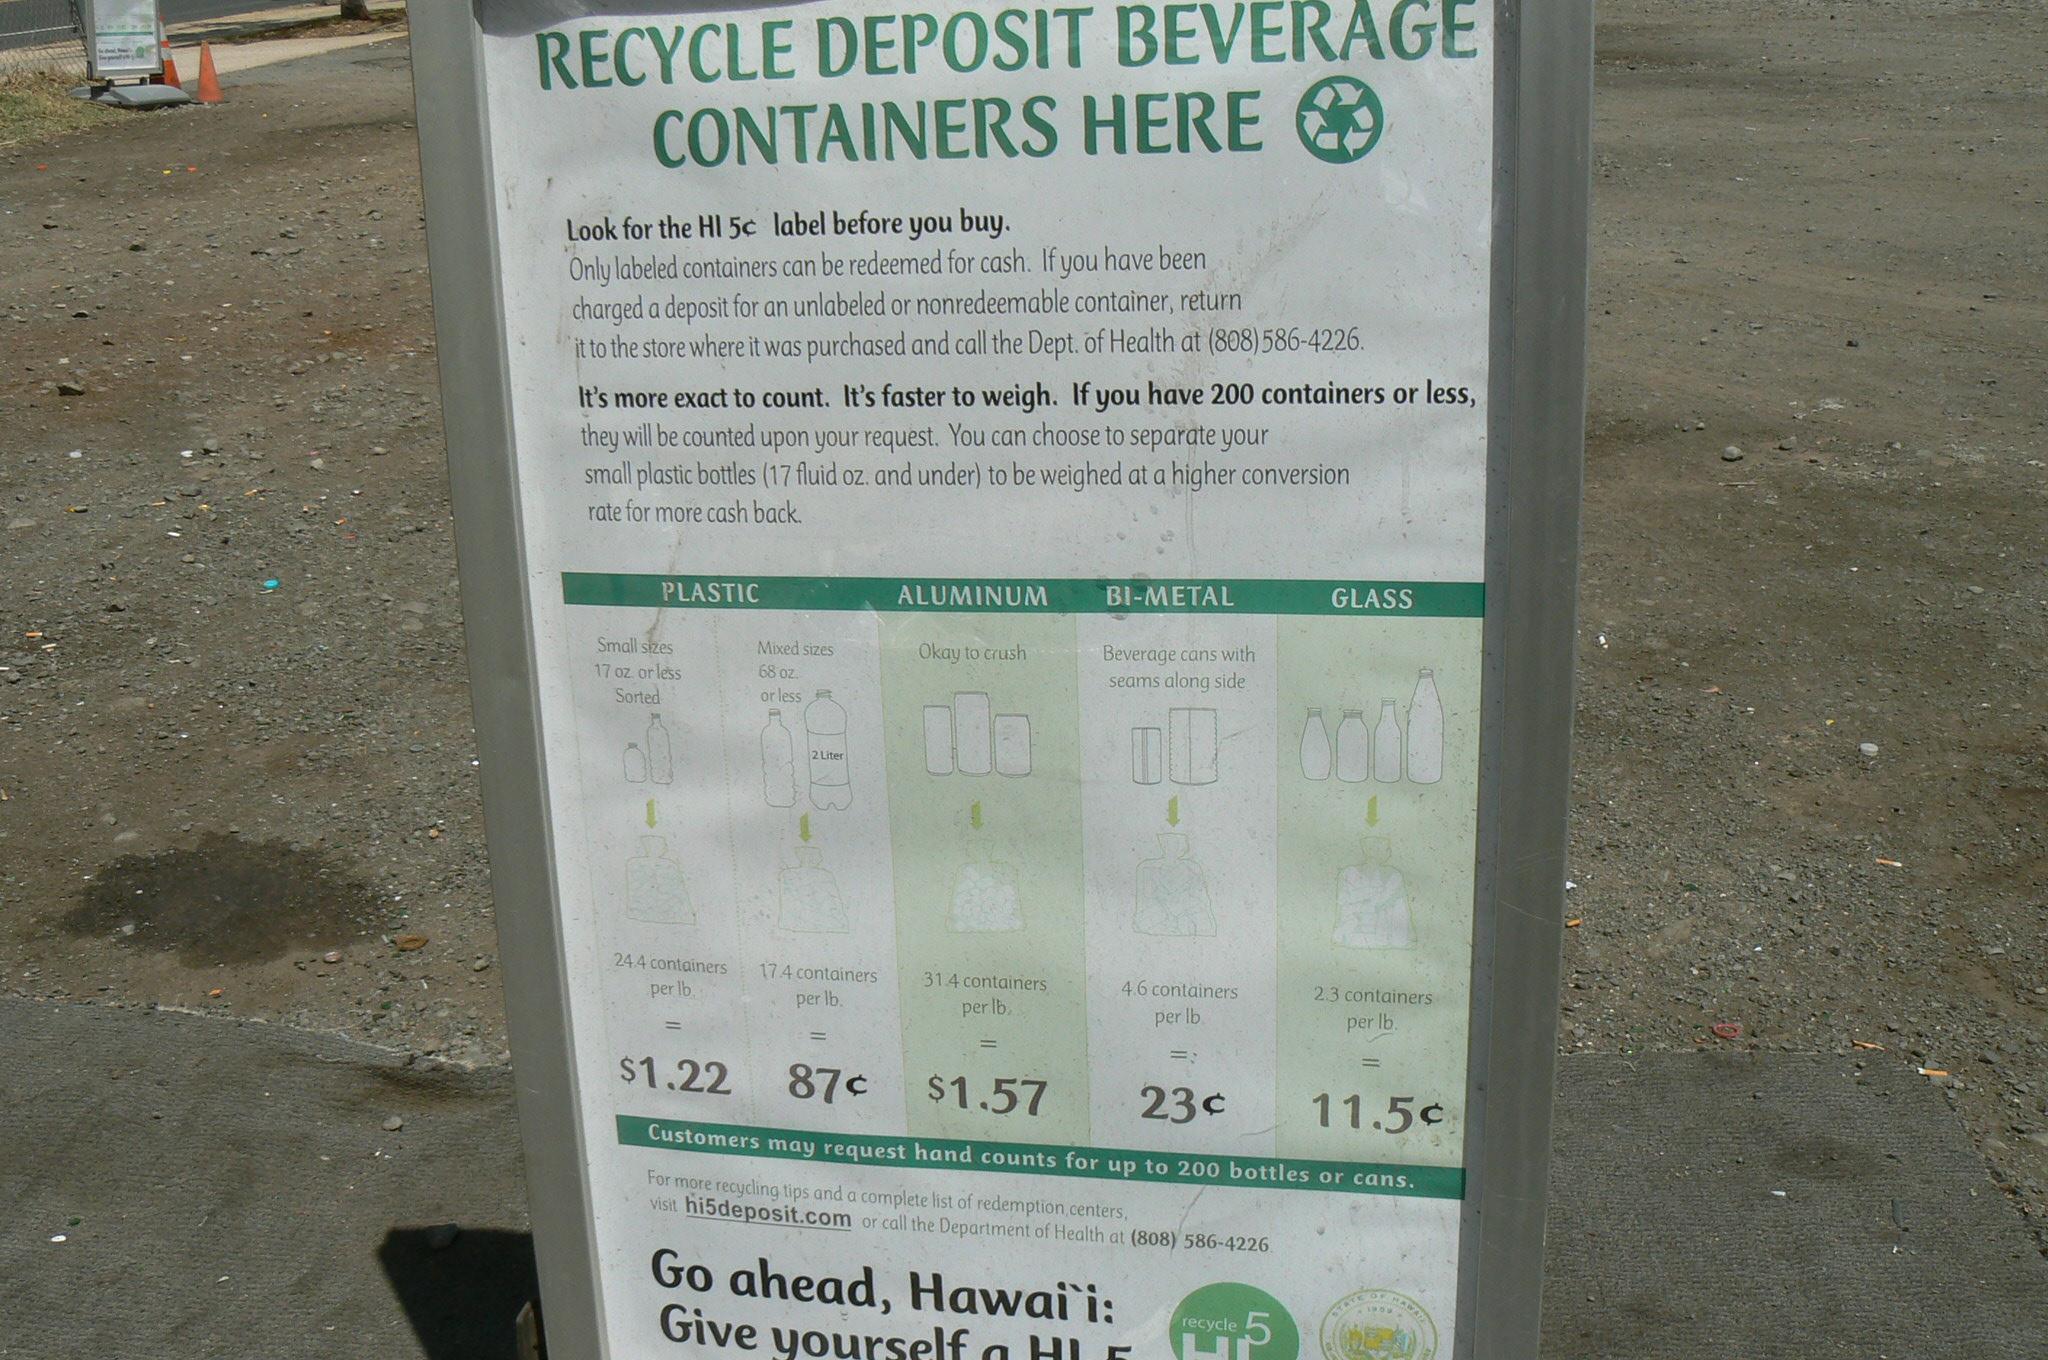 RECYCLE DEPOSIT BEVERAGE
CONTAINERS HERE
Look for the HI 5¢ label before you buy.
Only labeled containers can be redeemed for cash. If you have been
charged a deposit for an unlabeled or nonredeemable container, return
it to the store where it was purchased and call the Dept. of Health at (808)586-4226.
It's more exact to count. It's faster to weigh. If you have 200 containers or less,
they will be counted upon your request. You can choose to separate your
small plastic bottles (17 fluid oz. and under) to be weighed at a higher conversion
rate for more cash back.
PLASTIC ALUMINUM BI-METAL GLASS
Small sizes
17 oz. or less
Sorted
Mixed sizes
68 oz.
or less
2 Liter
Okay to crush
Beverage cans with
seams along side
24.4 containers
per lb.
=
$1.22
17.4 containers
per lb.
=
87¢
31.4 containers
per lb.
=
$1.57
4.6 containers
per lb.
=
23¢
2.3 containers
per lb.
=
11.5¢
Customers may request hand counts for up to 200 bottles or cans.
For more recycling tips and a complete list of redemption centers,
visit hi5deposit.com or call the Department of Health at (808) 586-4226
Go ahead, Hawai`i:
Give yourself a HI 5
recycle 5
HI
STATE OF HAWAII
1959